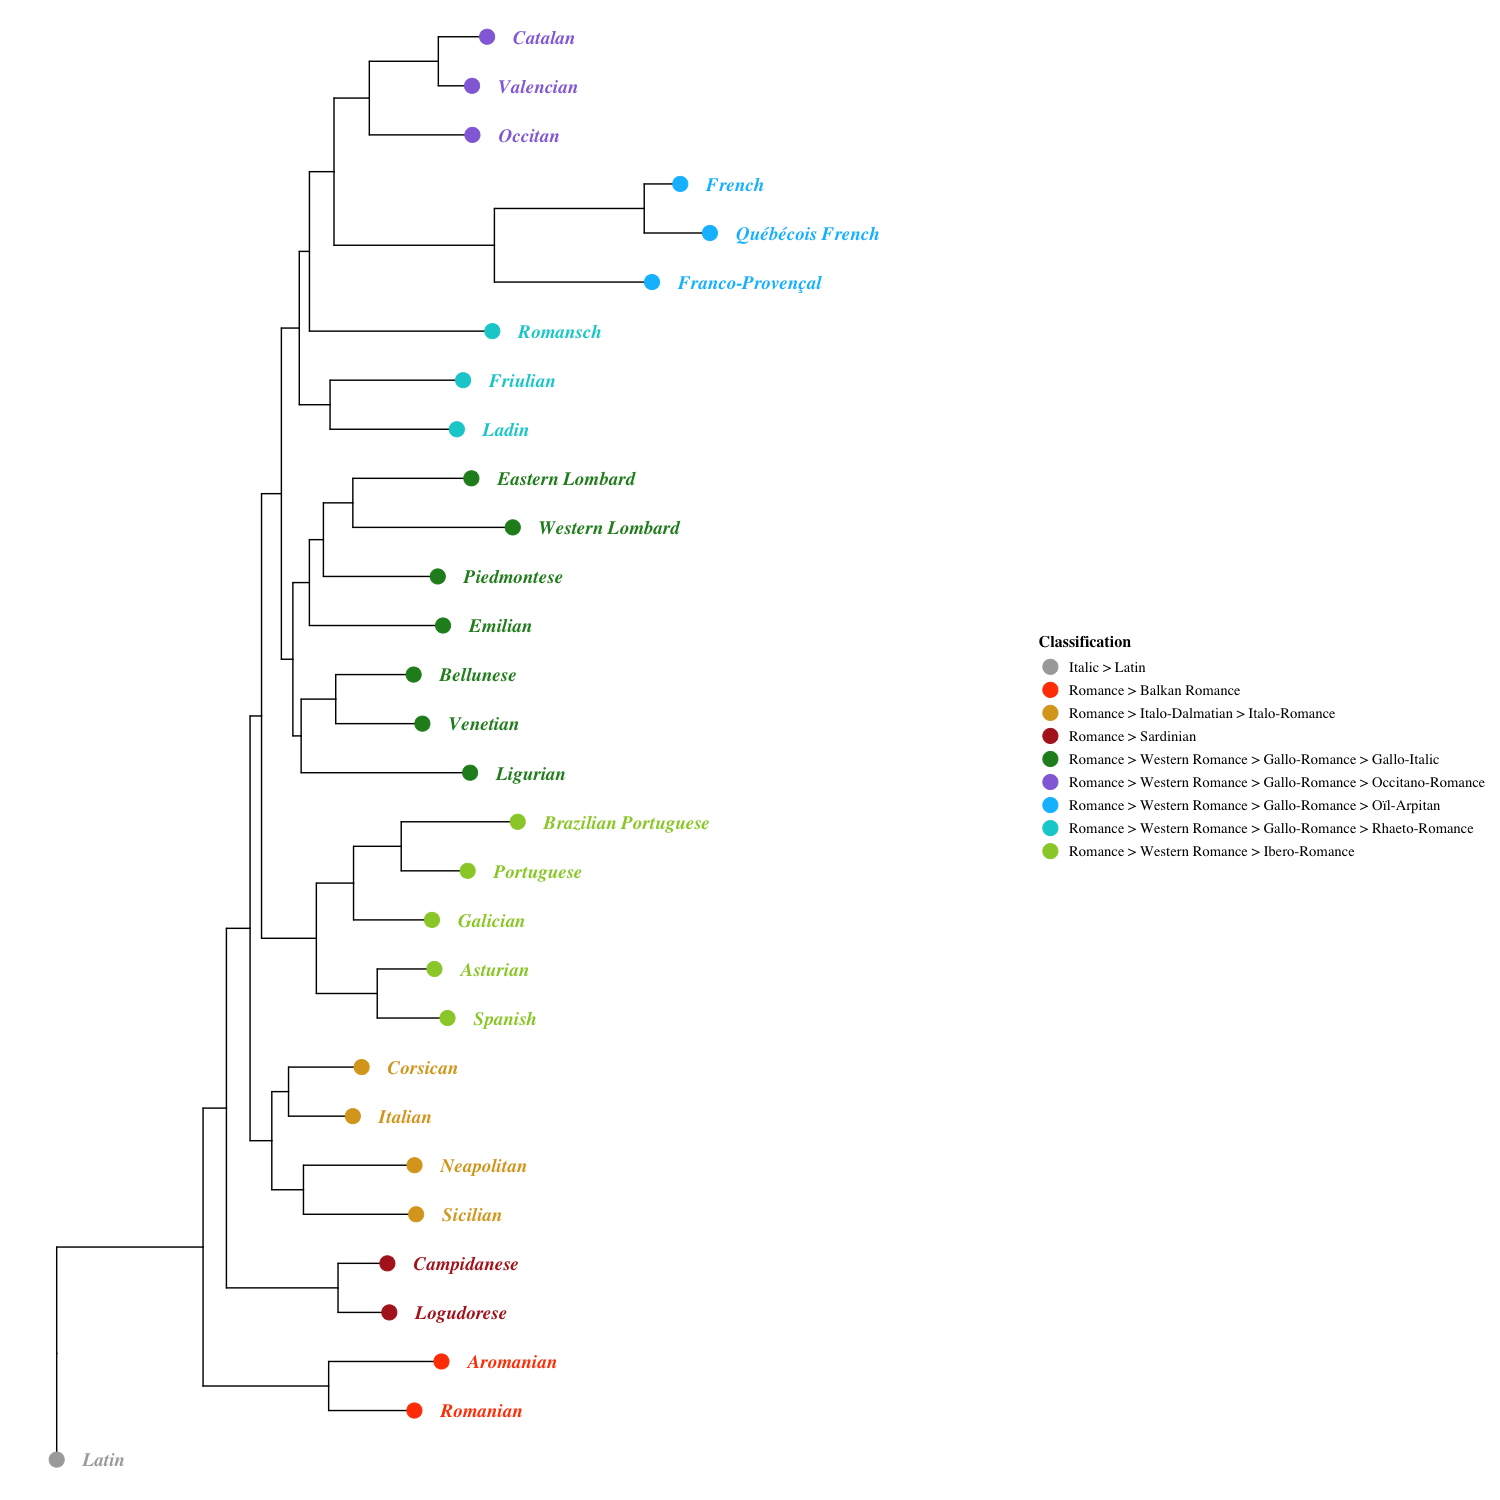 Catalan
Valencian
Occitan
French
Québécois French
Franco-Provençal
Romansch
Friulian
Ladin
Eastern Lombard
Western Lombard
Piedmontese
Emilian
Bellunese
Venetian
Ligurian
Brazilian Portuguese
Portuguese
Galician
Asturian
Spanish
Corsican
Italian
Neapolitan
Sicilian
Campidanese
Logudorese
Aromanian
Romanian
Latin
Classification
Italic > Latin
Romance > Balkan Romance
Romance > Italo-Dalmatian > Italo-Romance
Romance > Sardinian
Romance > Western Romance > Gallo-Romance > Gallo-Italic
Romance > Western Romance > Gallo-Romance > Occitano-Romance
Romance > Western Romance > Gallo-Romance > Oïl-Arpitan
Romance > Western Romance > Gallo-Romance > Rhaeto-Romance
Romance > Western Romance > Ibero-Romance